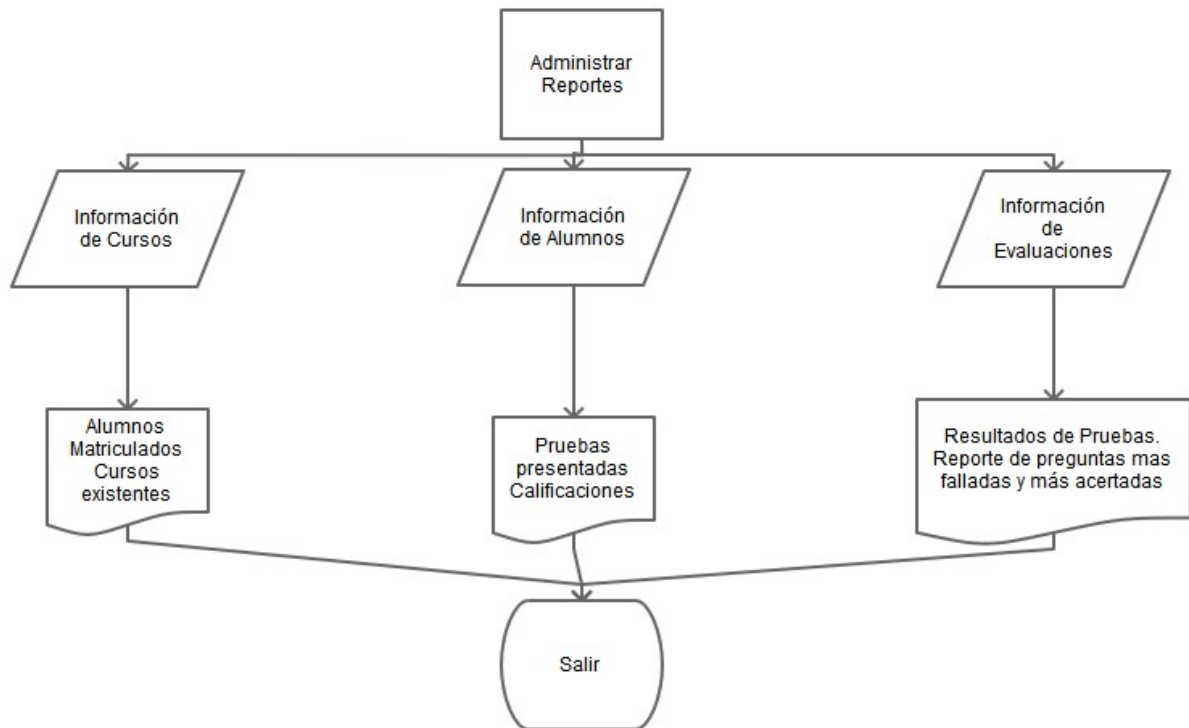 Administrar
Reportes
Información
de Cursos
Información
de Alumnos
Información
de
Evaluaciones
Alumnos
Matriculados
Cursos
existentes
Pruebas
presentadas
Calificaciones
Resultados de Pruebas.
Reporte de preguntas mas
falladas y más acertadas
Salir